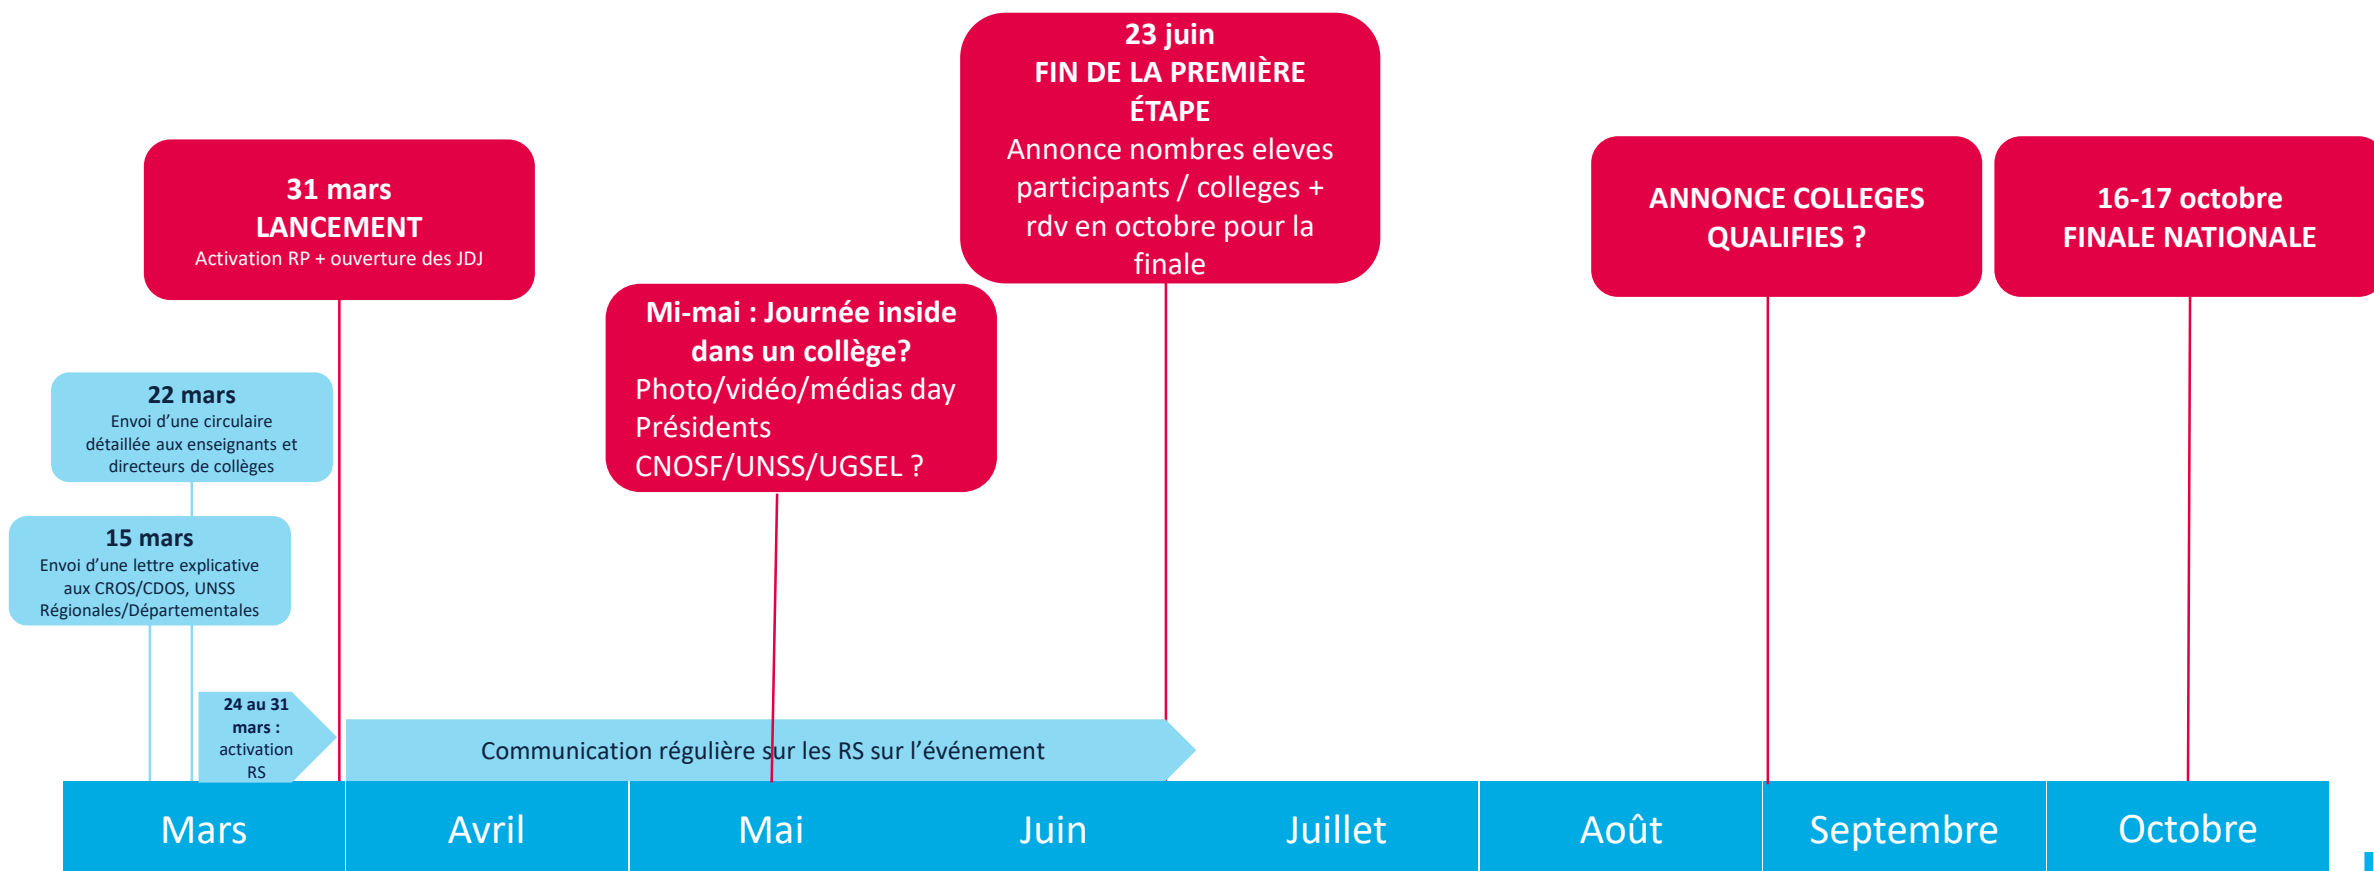 23 juin
FIN DE LA PREMIÈRE
ÉTAPE
Annonce nombres eleves
participants / colleges +
rdv en octobre pour la
finale
31 mars
LANCEMENT
Activation RP + ouverture des JDJ
ANNONCE COLLEGES
QUALIFIES ?
16-17 octobre
FINALE NATIONALE
Mi-mai : Journée inside
dans un collège?
Photo/vidéo/médias day
Présidents
CNOSF/UNSS/UGSEL ?
22 mars
Envoi d’une circulaire
détaillée aux enseignants et
directeurs de collèges
15 mars
Envoi d’une lettre explicative
aux CROS/CDOS, UNSS
Régionales/Départementales
24 au 31
mars :
activation
RS
Communication régulière sur les RS sur l’événement
Mars
Avril
Mai
Juin
Juillet
Août
Septembre
Octobre